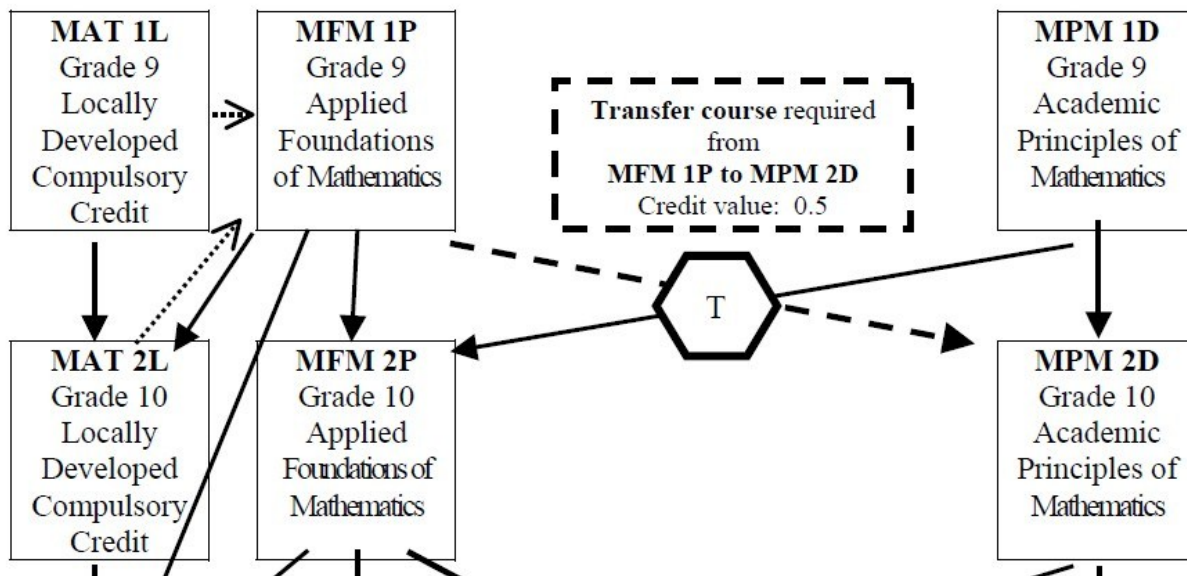 MAT 1L
Grade 9
Locally
Developed
Compulsory
Credit
MFM 1P
Grade 9
Applied
Foundations
of Mathematics
Transfer course required
from
MFM 1P to MPM 2D
Credit value: 0.5
MPM 1D
Grade 9
Academic
Principles of
Mathematics
T
MAT 2L
Grade 10
Locally
Developed
Compulsory
Credit
MFM 2P
Grade 10
Applied
Foundations of
Mathematics
MPM 2D
Grade 10
Academic
Principles of
Mathematics